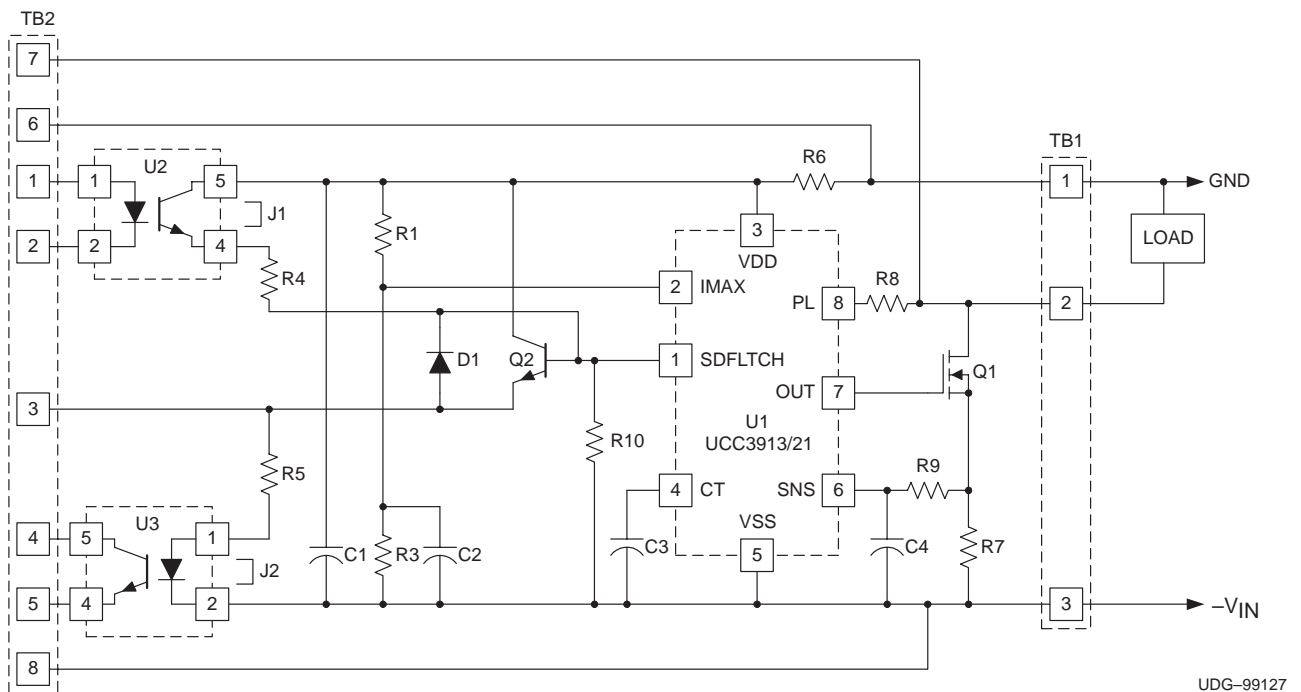 TB2
7
6
TB1
U2
R6
1
1
5
1
GND
J1
R1
3
VDD
LOAD
2
2
4
R4
2
IMAX
PL
8
R8
2
D1
Q2
1
SDFLTCH
Q1
3
OUT
7
U1
UCC3913/21
R10
R5
R9
4
CT
SNS
6
U3
VSS
4
5
1
C1
R3
C2
C3
5
C4
R7
J2
5
4
2
3
–VIN
8
UDG–99127